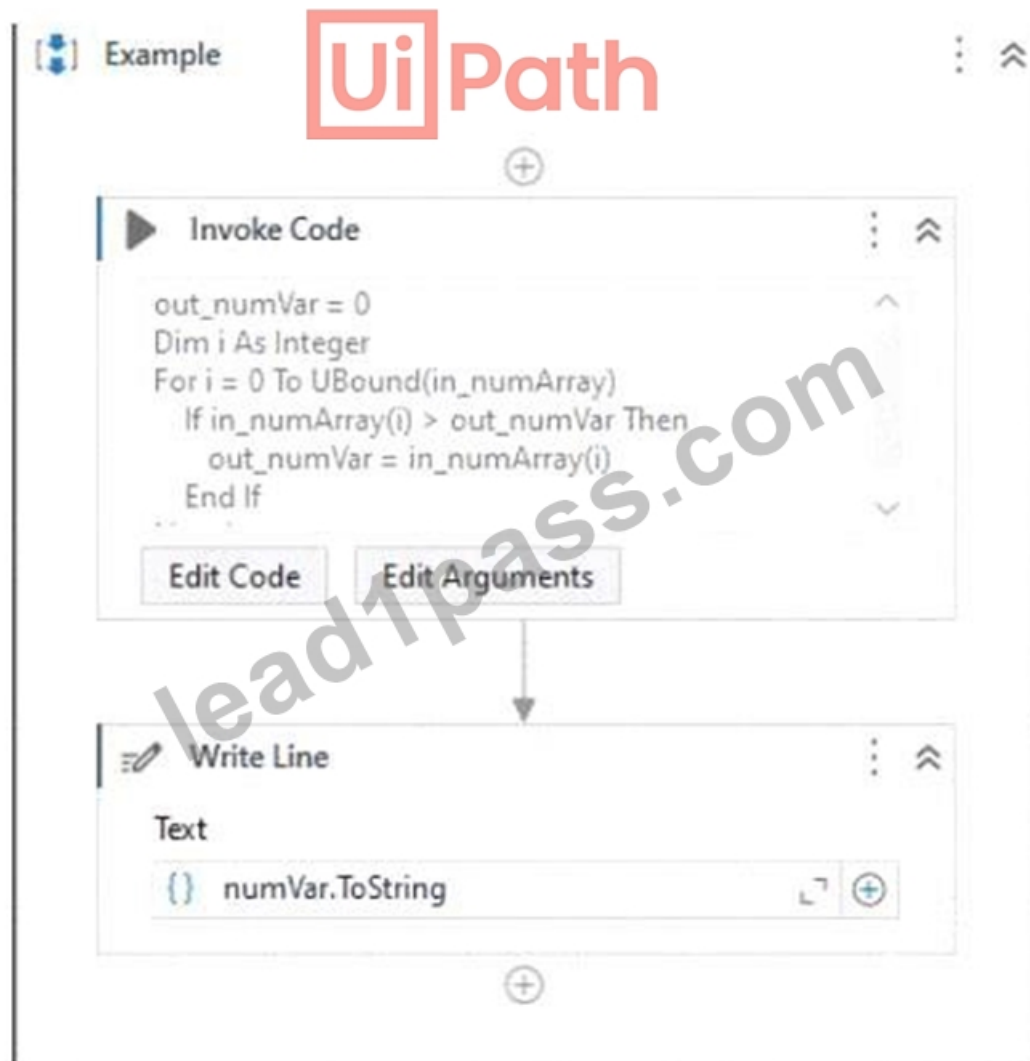 Example
UiPath
Invoke Code
out_numVar = 0
Dim i As Integer
For i = 0 To UBound(in_numArray)
If in_numArray(i) > out_numVar Then
out_numVar = in_numArray(i)
End If
Edit Code
Edit Arguments
lead1pass.com
Write Line
Text
{} numVar.ToString